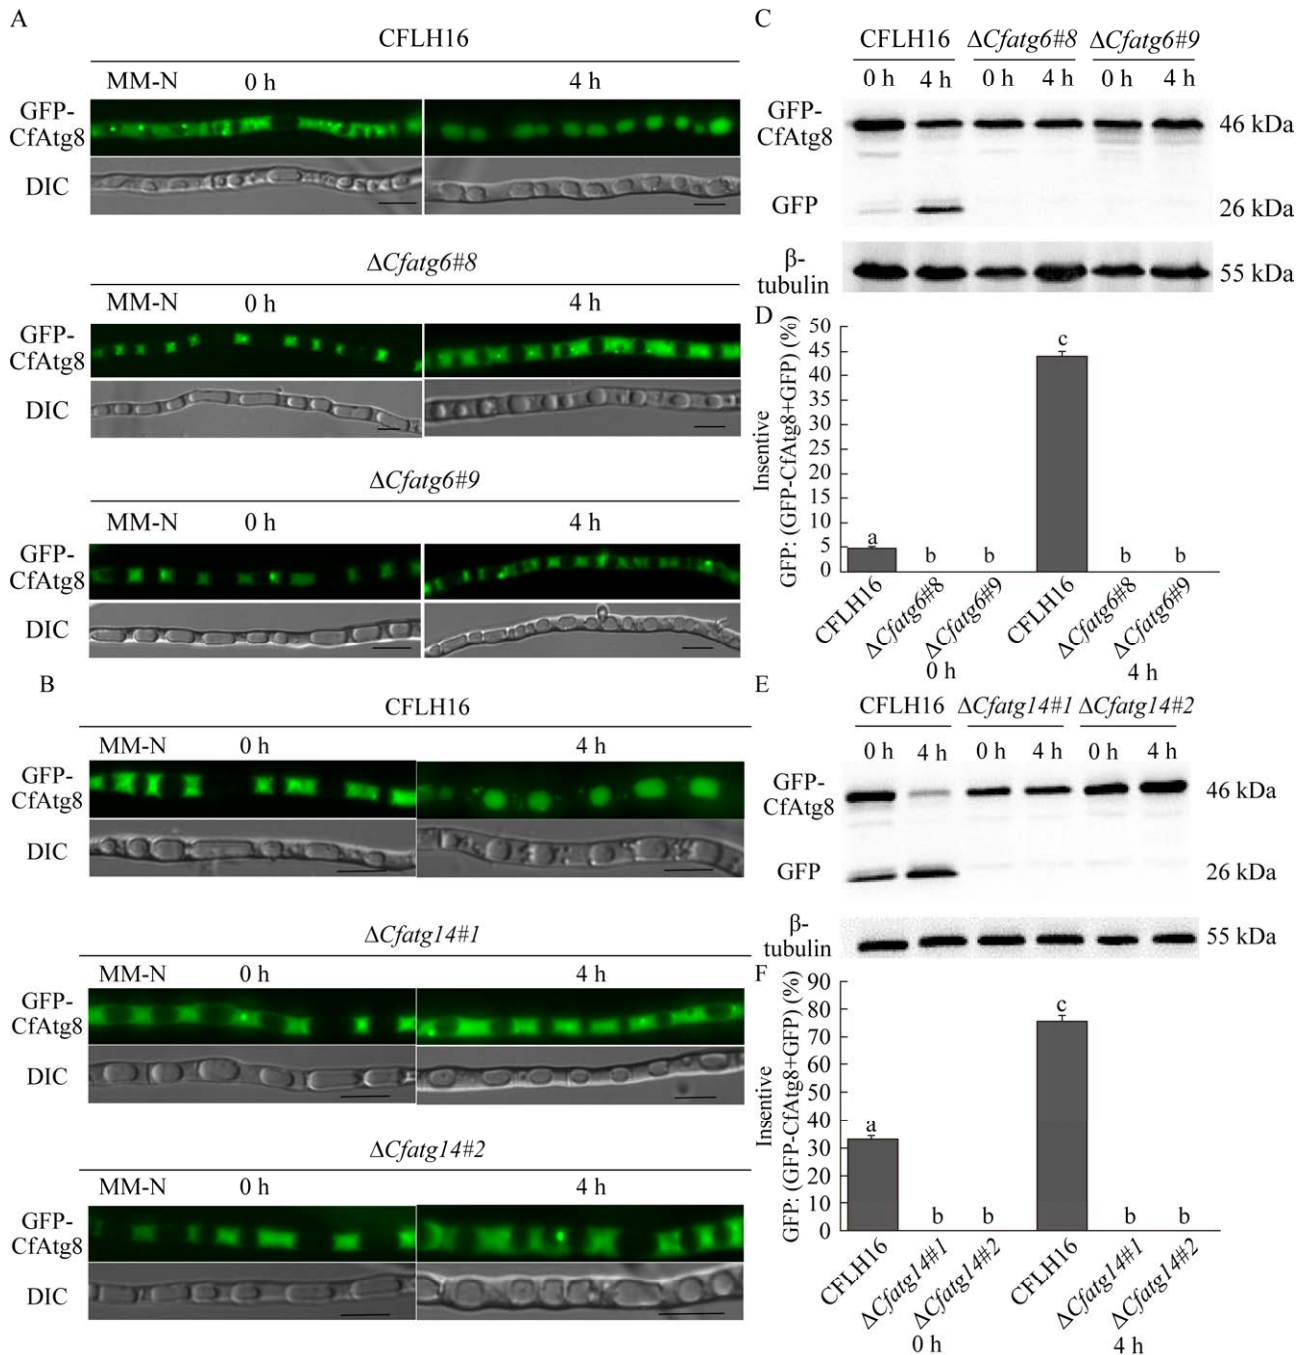 A
CFLH16
MM-N 0 h 4 h
GFP-
CfAtg8
DIC
ΔCfatg6#8
MM-N 0 h 4 h
GFP-
CfAtg8
DIC
ΔCfatg6#9
MM-N 0 h 4 h
GFP-
CfAtg8
DIC
B
CFLH16
MM-N 0 h 4 h
GFP-
CfAtg8
DIC
ΔCfatg14#1
MM-N 0 h 4 h
GFP-
CfAtg8
DIC
ΔCfatg14#2
MM-N 0 h 4 h
GFP-
CfAtg8
DIC
C
CFLH16 ΔCfatg6#8 ΔCfatg6#9
0 h 4 h 0 h 4 h 0 h 4 h
GFP-
CfAtg8
46 kDa
GFP
26 kDa
β-
tubulin
55 kDa
D
Insentive
GFP: (GFP-CfAtg8+GFP) (%)
50
45
40
35
30
25
20
15
10
5
0
a b b c b b
CFLH16 ΔCfatg6#8 ΔCfatg6#9 CFLH16 ΔCfatg6#8 ΔCfatg6#9
0 h 4 h
E
CFLH16 ΔCfatg14#1 ΔCfatg14#2
0 h 4 h 0 h 4 h 0 h 4 h
GFP-
CfAtg8
46 kDa
GFP
26 kDa
β-
tubulin
55 kDa
F
Insentive
GFP: (GFP-CfAtg8+GFP) (%)
90
80
70
60
50
40
30
20
10
0
a b b c b b
CFLH16 ΔCfatg14#1 ΔCfatg14#2 CFLH16 ΔCfatg14#1 ΔCfatg14#2
0 h 4 h